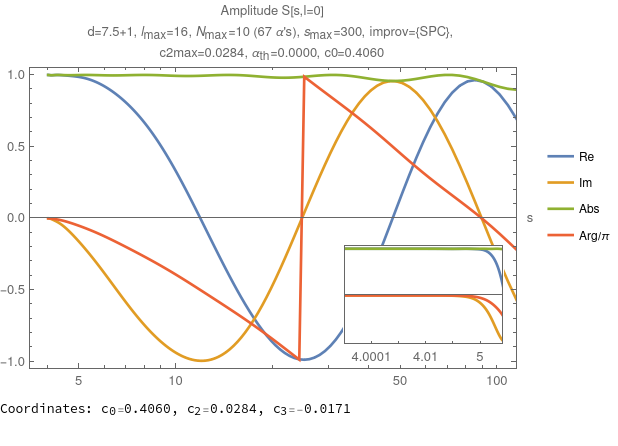 Amplitude S[s,l=0]
d=7.5+1, lmax=16, Nmax=10 (67 α's), smax=300, improv={SPC},
c2max=0.0284, αth=0.0000, c0=0.4060
1.0
0.5
0.0
-0.5
-1.0
5 10 50 100
s
Re
Im
Abs
Arg/π
4.0001 4.01 5
Coordinates: c0=0.4060, c2=0.0284, c3=-0.0171